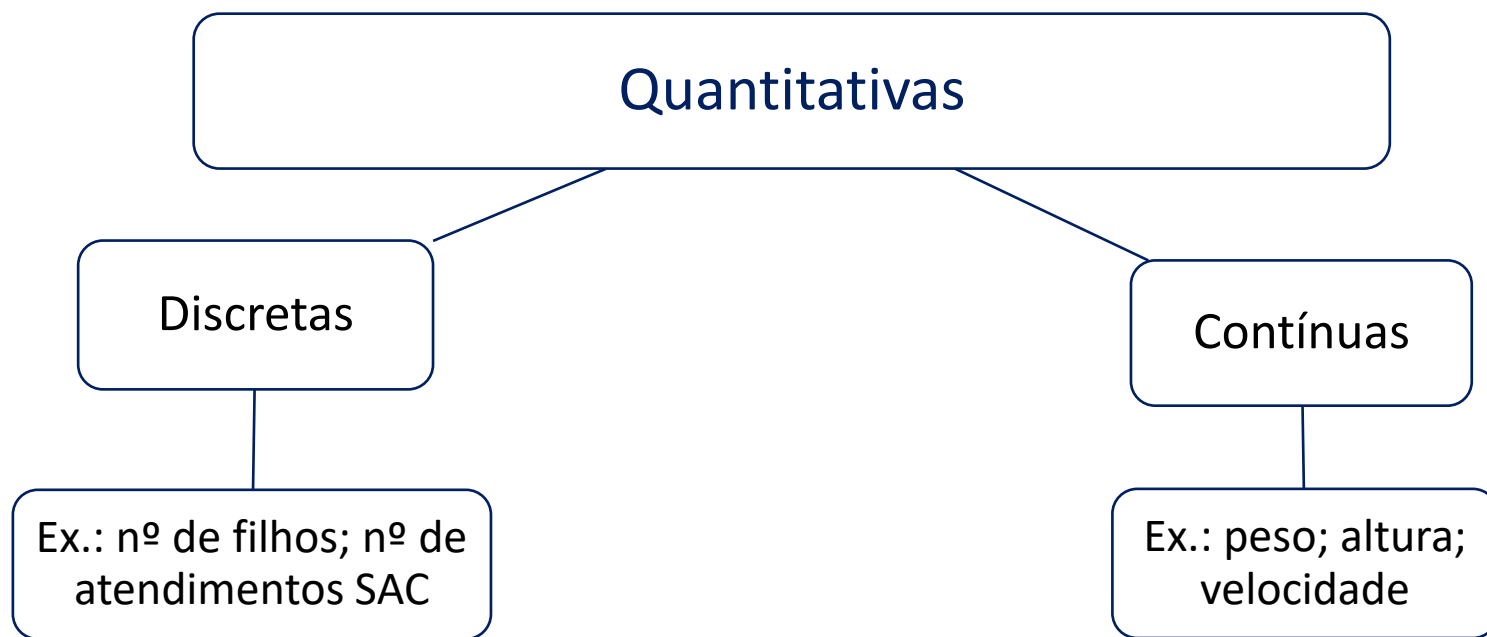 Quantitativas
Discretas
Contínuas
Ex.: nº de filhos; nº de
atendimentos SAC
Ex.: peso; altura;
velocidade